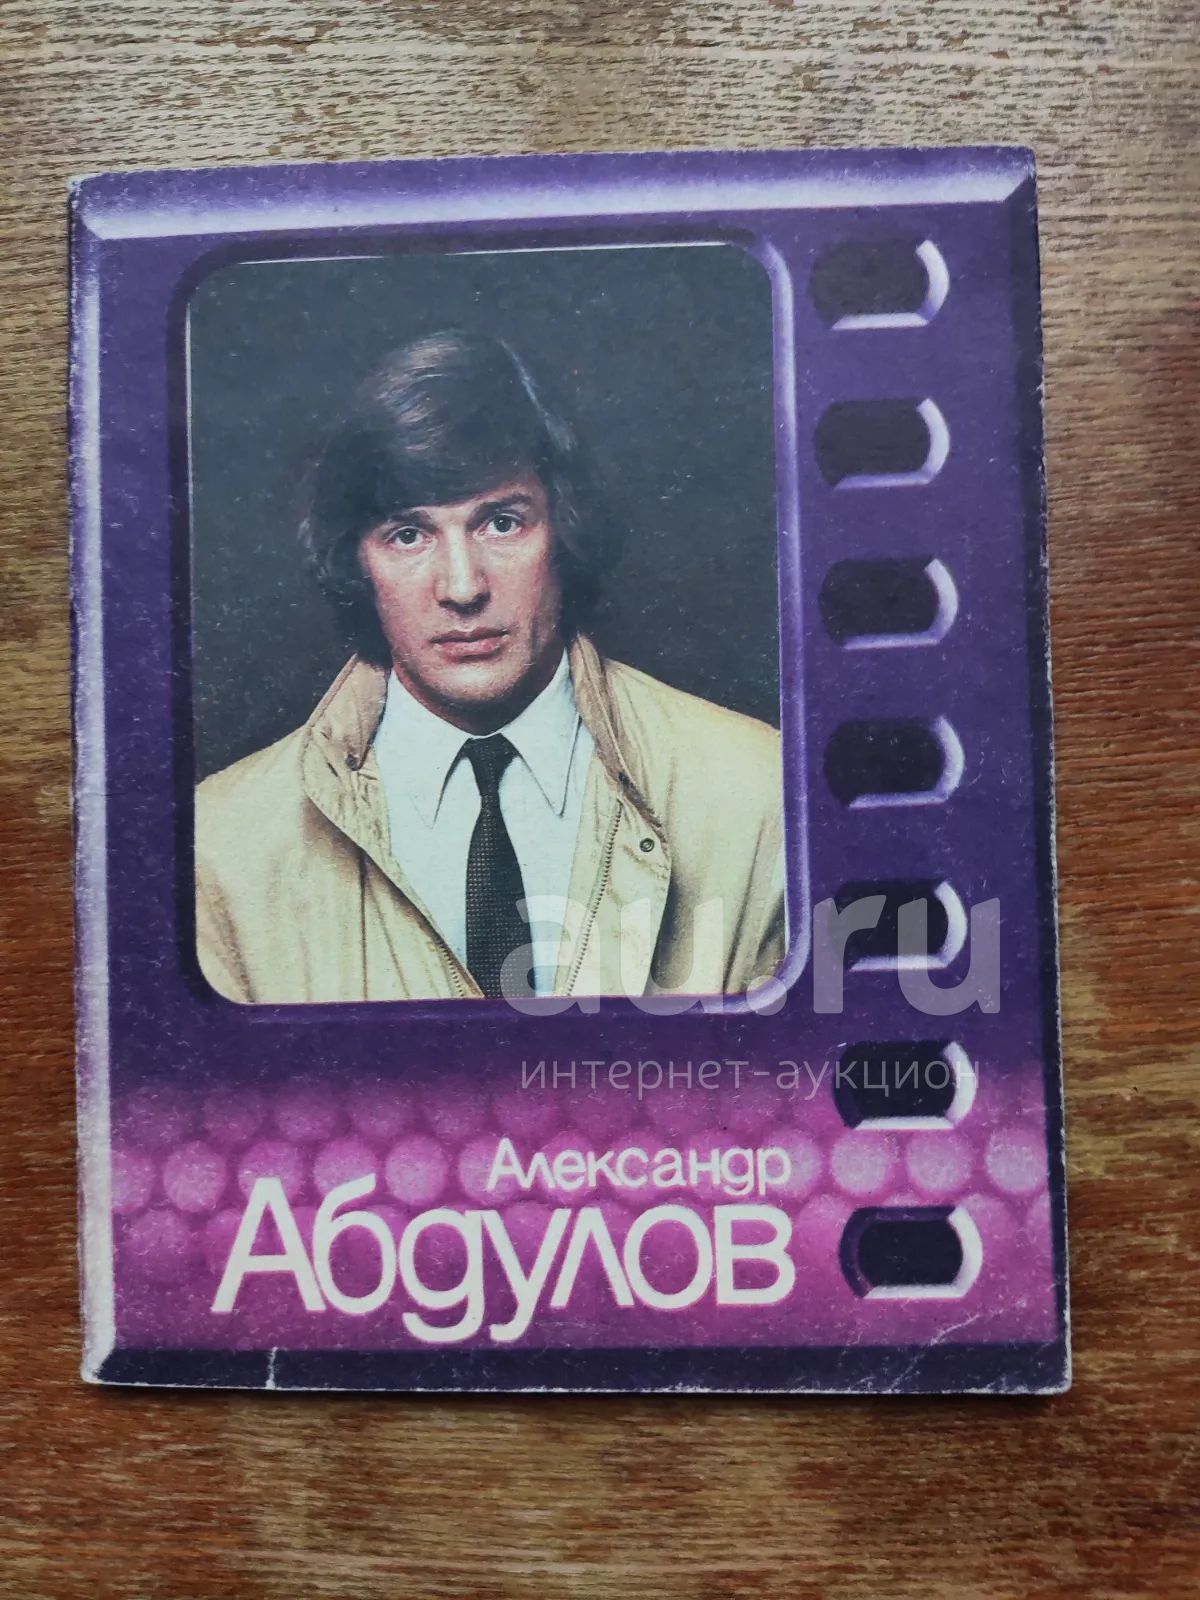 au.ru
интернет-аукцион
Александр
Абдулов